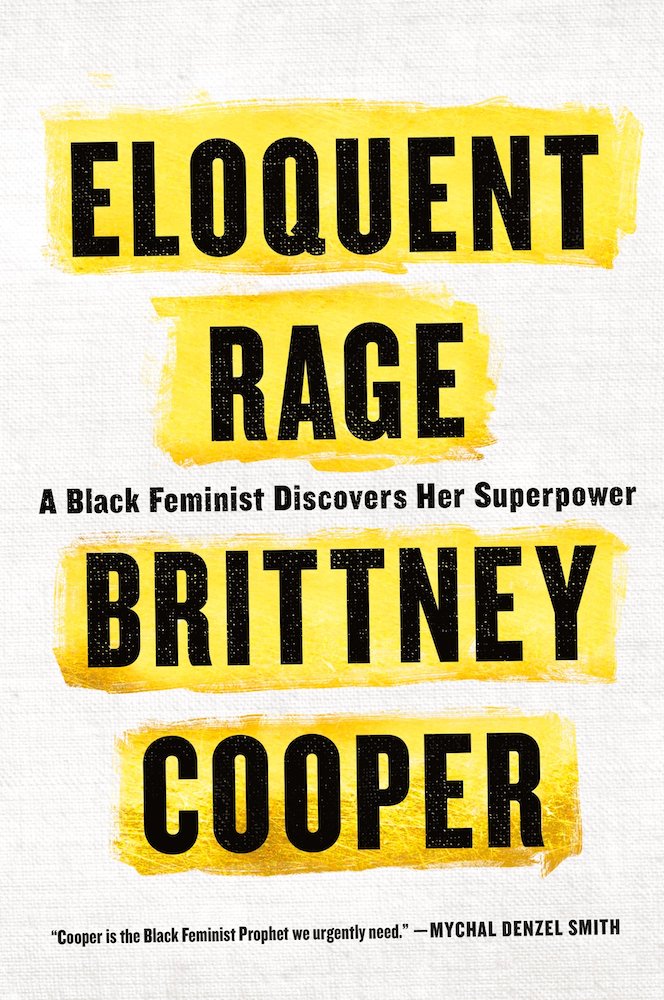 ELOQUENT
RAGE
A Black Feminist Discovers Her Superpower
BRITTNEY
COOPER
“Cooper is the Black Feminist Prophet we urgently need.” —MYCHAL DENZEL SMITH